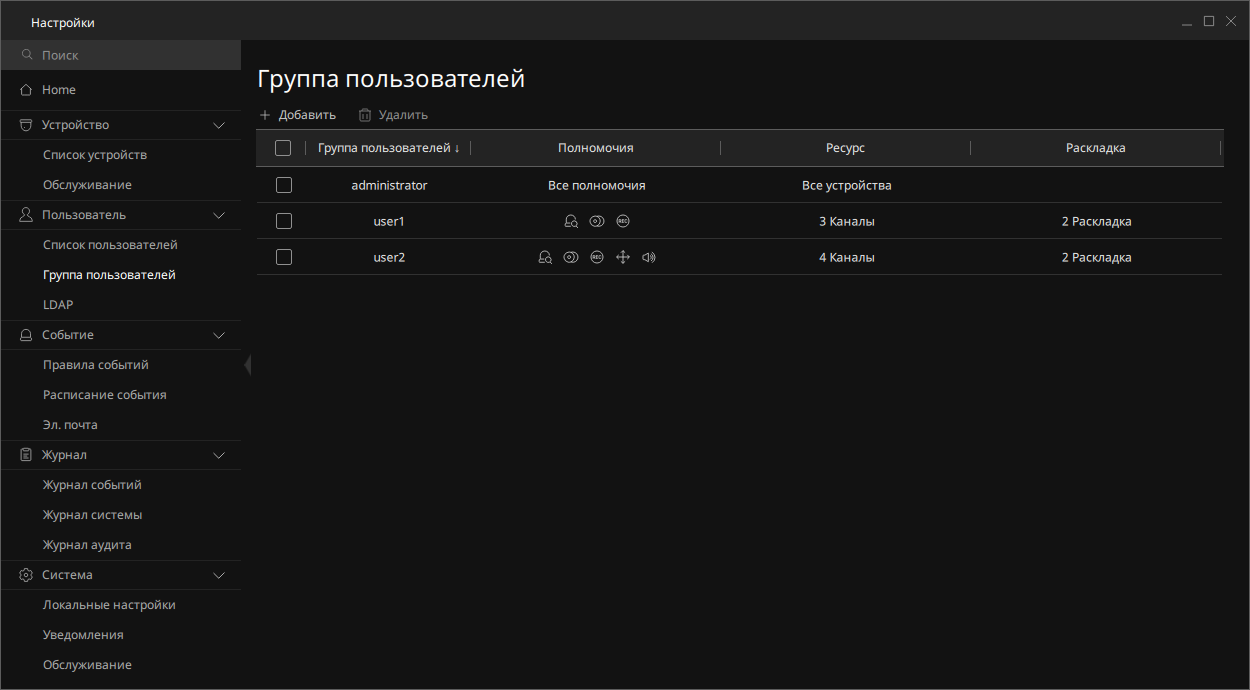 Настройки
Поиск
Home
Устройство
Список устройств
Обслуживание
Пользователь
Список пользователей
Группа пользователей
LDAP
Событие
Правила событий
Расписание события
Эл. почта
Журнал
Журнал событий
Журнал системы
Журнал аудита
Система
Локальные настройки
Уведомления
Обслуживание
Группа пользователей
+ Добавить Удалить
Группа пользователей ↓ Полномочия Ресурс Раскладка
administrator Все полномочия Все устройства
user1 REC 3 Каналы 2 Раскладка
user2 REC 4 Каналы 2 Раскладка